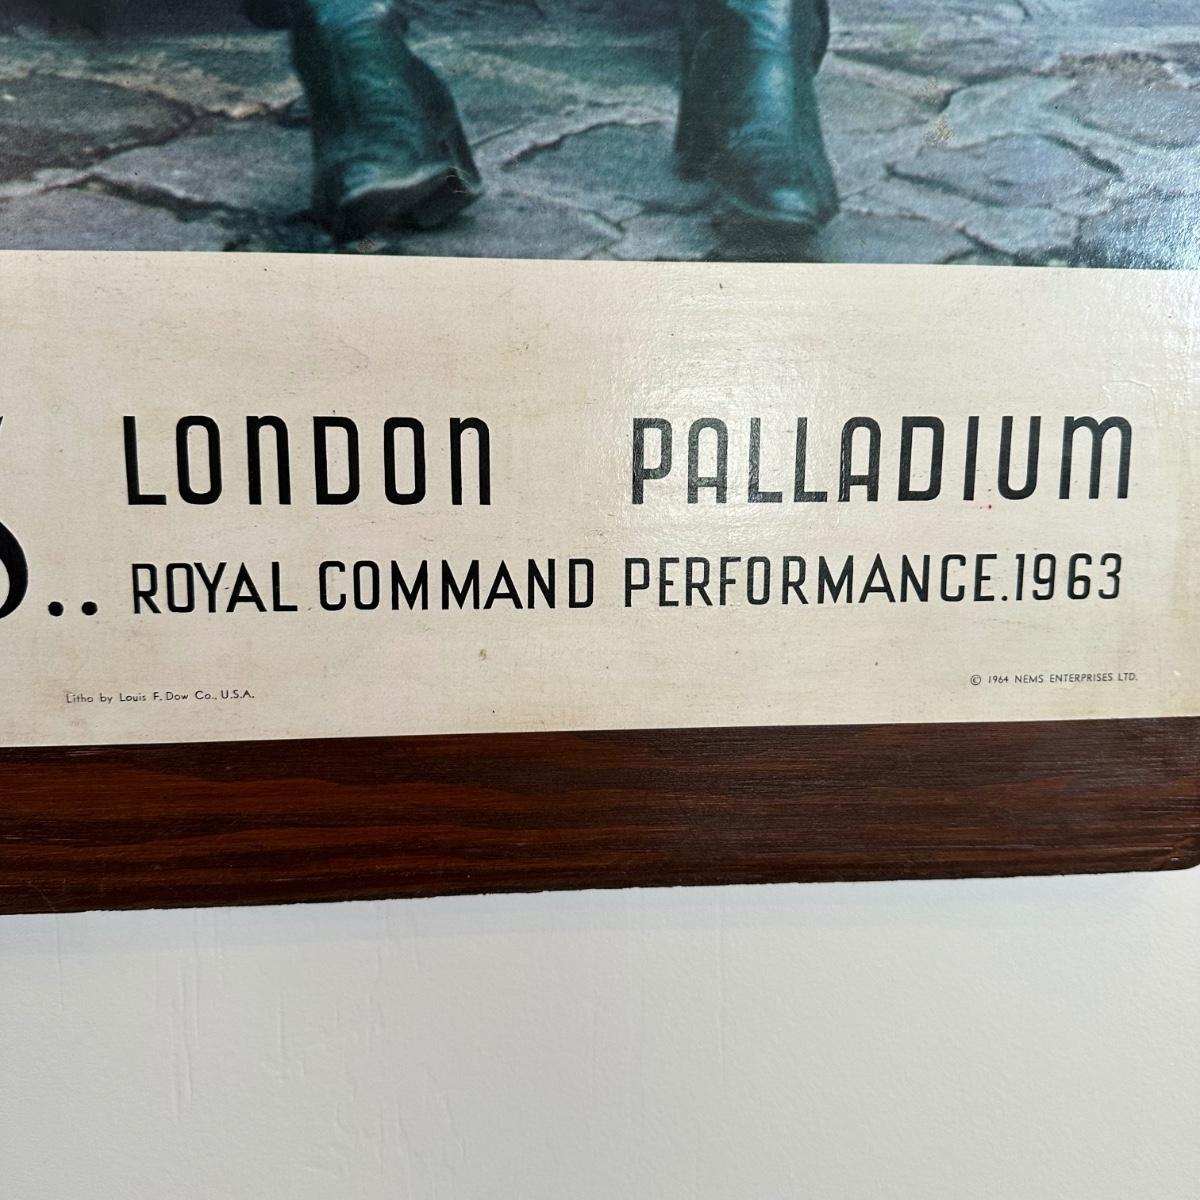 LONDON PALLADIUM
.. ROYAL COMMAND PERFORMANCE.1963
Litho by Louis F. Dow Co., U.S.A.
© 1964 NEMS ENTERPRISES LTD.